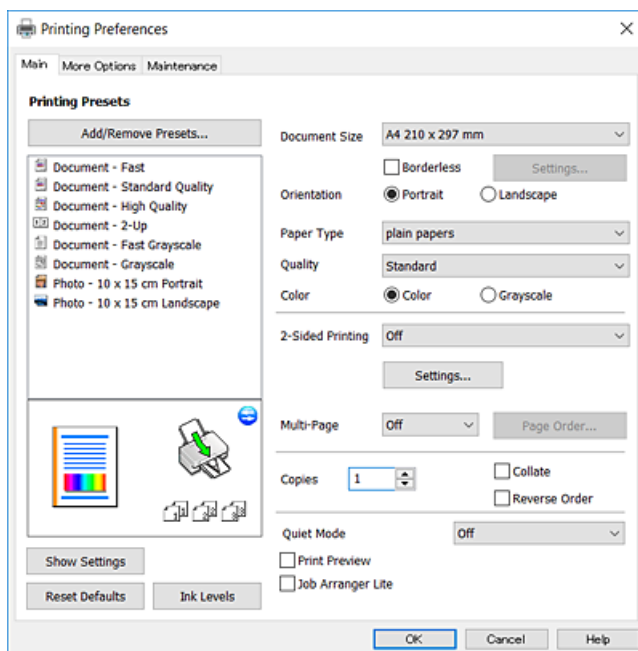 Printing Preferences
Main More Options Maintenance
Printing Presets
Add/Remove Presets...
Document - Fast
Document - Standard Quality
Document - High Quality
Document - 2-Up
Document - Fast Grayscale
Document - Grayscale
Photo - 10 x 15 cm Portrait
Photo - 10 x 15 cm Landscape
Show Settings
Reset Defaults Ink Levels
Document Size A4 210 x 297 mm
Borderless Settings...
Orientation Portrait Landscape
Paper Type plain papers
Quality Standard
Color Color Grayscale
2-Sided Printing Off
Settings...
Multi-Page Off Page Order...
Copies 1 Collate
Reverse Order
Quiet Mode Off
Print Preview
Job Arranger Lite
OK Cancel Help